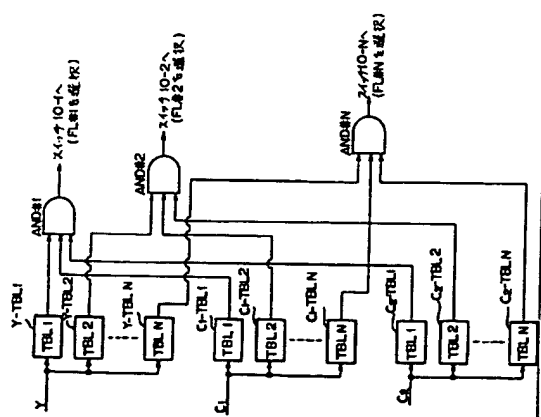 スイッチ10-1へ
(FL#1を選択)
スイッチ10-2へ
(FL#2を選択)
スイッチ10-Nへ
(FL#Nを選択)
AND#1
AND#2
AND#N
Y-TBL1
Y-TBL2
Y-TBLN
C1-TBL1
C1-TBL2
C1-TBLN
C2-TBL1
C2-TBL2
C2-TBLN
TBL1
TBL2
TBLN
TBL1
TBL2
TBLN
TBL1
TBL2
TBLN
Y
C1
C2